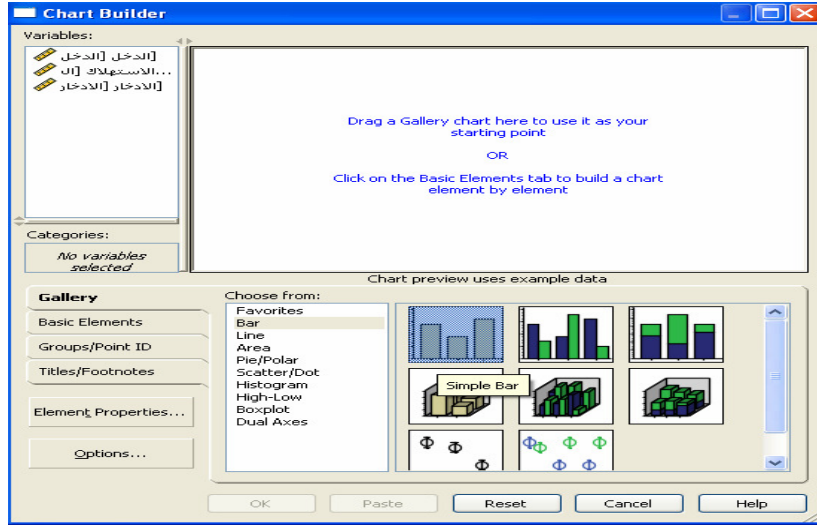 Chart Builder
Variables:
[الدخل [الدخل
...الاستهلاك [ال
[الادخار [الادخار
Drag a Gallery chart here to use it as your
starting point
OR
Click on the Basic Elements tab to build a chart
element by element
Categories:
No variables
selected
Chart preview uses example data
Gallery
Basic Elements
Groups/Point ID
Titles/Footnotes
Element Properties...
Options...
Choose from:
Favorites
Bar
Line
Area
Pie/Polar
Scatter/Dot
Histogram
High-Low
Boxplot
Dual Axes
Simple Bar
OK
Paste
Reset
Cancel
Help